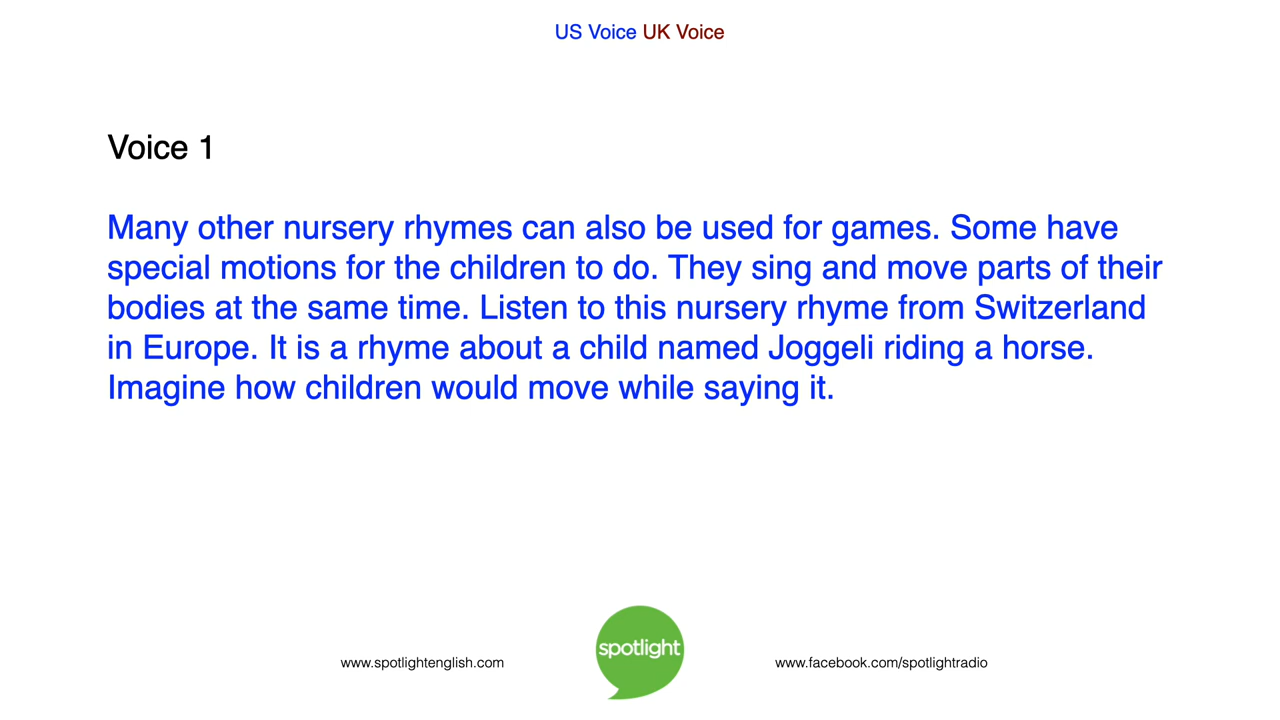 US Voice UK Voice
Voice 1
Many other nursery rhymes can also be used for games. Some have
special motions for the children to do. They sing and move parts of their
bodies at the same time. Listen to this nursery rhyme from Switzerland
in Europe. It is a rhyme about a child named Joggeli riding a horse.
Imagine how children would move while saying it.
spotlight
www.spotlightenglish.com
www.facebook.com/spotlightradio